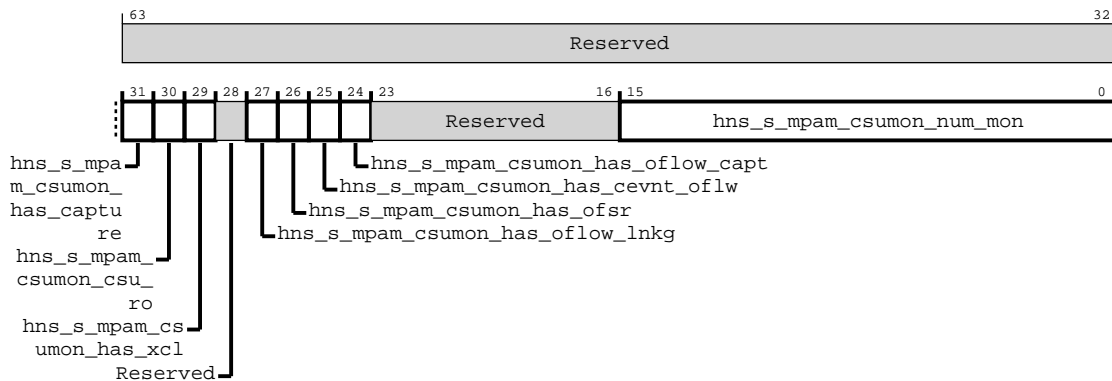 63 32
Reserved
31 30 29 28 27 26 25 24 23 16 15 0
Reserved hns_s_mpam_csumon_num_mon
hns_s_mpa
m_csumon_
has_captu
re
hns_s_mpam_csumon_has_oflow_capt
hns_s_mpam_csumon_has_cevnt_oflw
hns_s_mpam_csumon_has_ofsr
hns_s_mpam_csumon_has_oflow_lnkg
hns_s_mpam_
csumon_csu_
ro
hns_s_mpam_cs
umon_has_xcl
Reserved